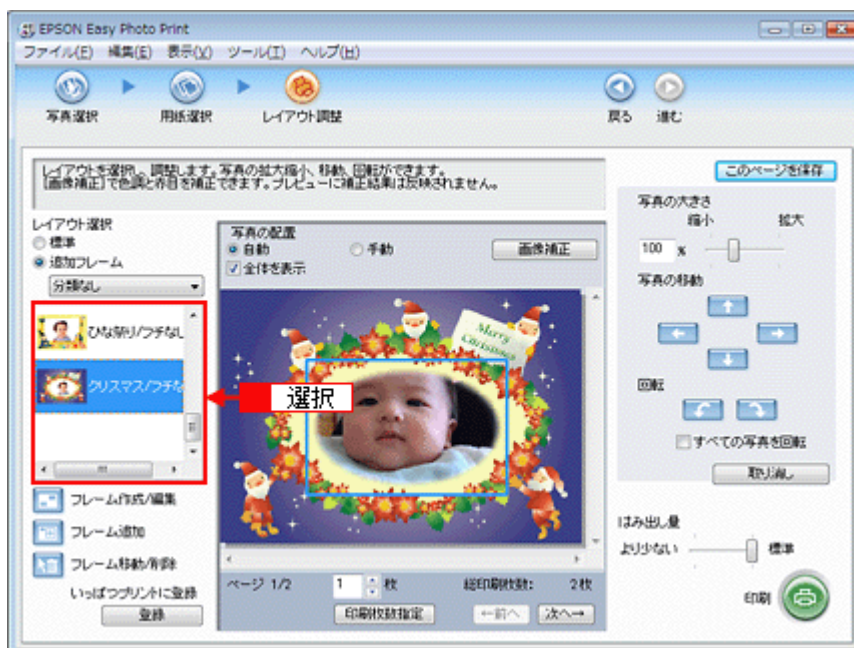 EPSON Easy Photo Print
ファイル(F) 編集(E) 表示(V) ツール(T) ヘルプ(H)
写真選択 用紙選択 レイアウト調整 戻る 進む
レイアウトを選択し、調整します。写真の拡大縮小、移動、回転ができます。
[画像補正]で色調と赤目を補正できます。プレビューに補正結果は反映されません。
このページを保存
レイアウト選択
標準
追加フレーム
分類なし
ひな祭り/フチなし
クリスマス/フチな
選択
フレーム作成/編集
フレーム追加
フレーム移動/削除
いっぱつプリントに登録
登録
写真の配置
自動 手動 画像補正
全体を表示
Merry
Christmas
ページ 1/2 1 枚 総印刷枚数: 2枚
印刷枚数指定 ←前へ 次へ→
写真の大きさ
縮小 拡大
100 %
写真の移動
回転
すべての写真を回転
取り消し
はみ出し量
より少ない 標準
印刷